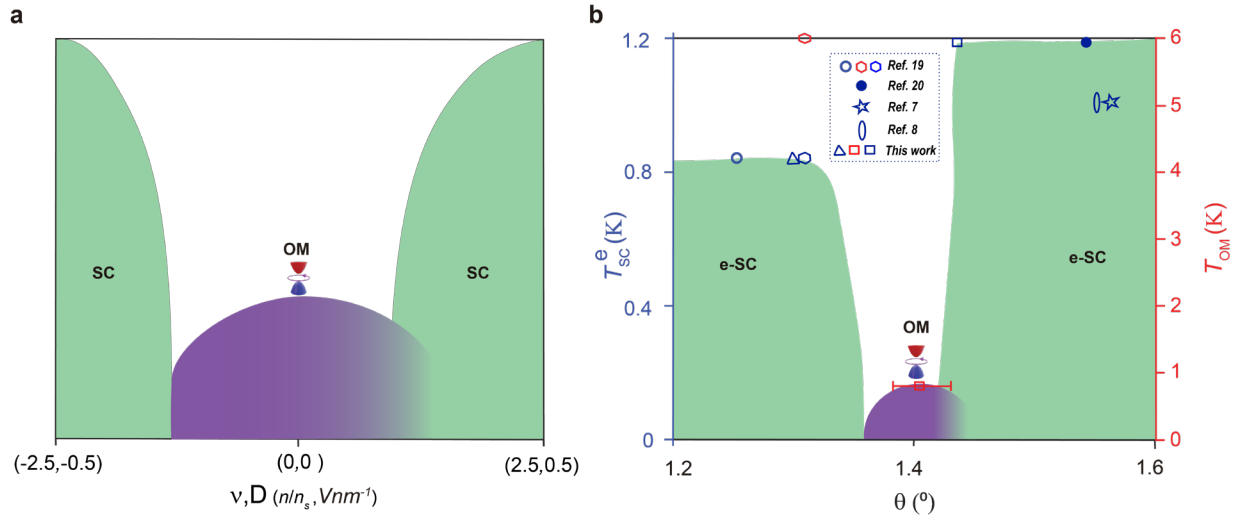 a
SC
OM
SC
(-2.5,-0.5)
(0,0 )
(2.5,0.5)
ν,D (n/nₛ,Vnm⁻¹)
b
1.2
0.8
0.4
0
T_SC^e (K)
6
5
4
3
2
1
0
T_OM (K)
Ref. 19
Ref. 20
Ref. 7
Ref. 8
This work
e-SC
e-SC
OM
1.2
1.4
1.6
θ (º)